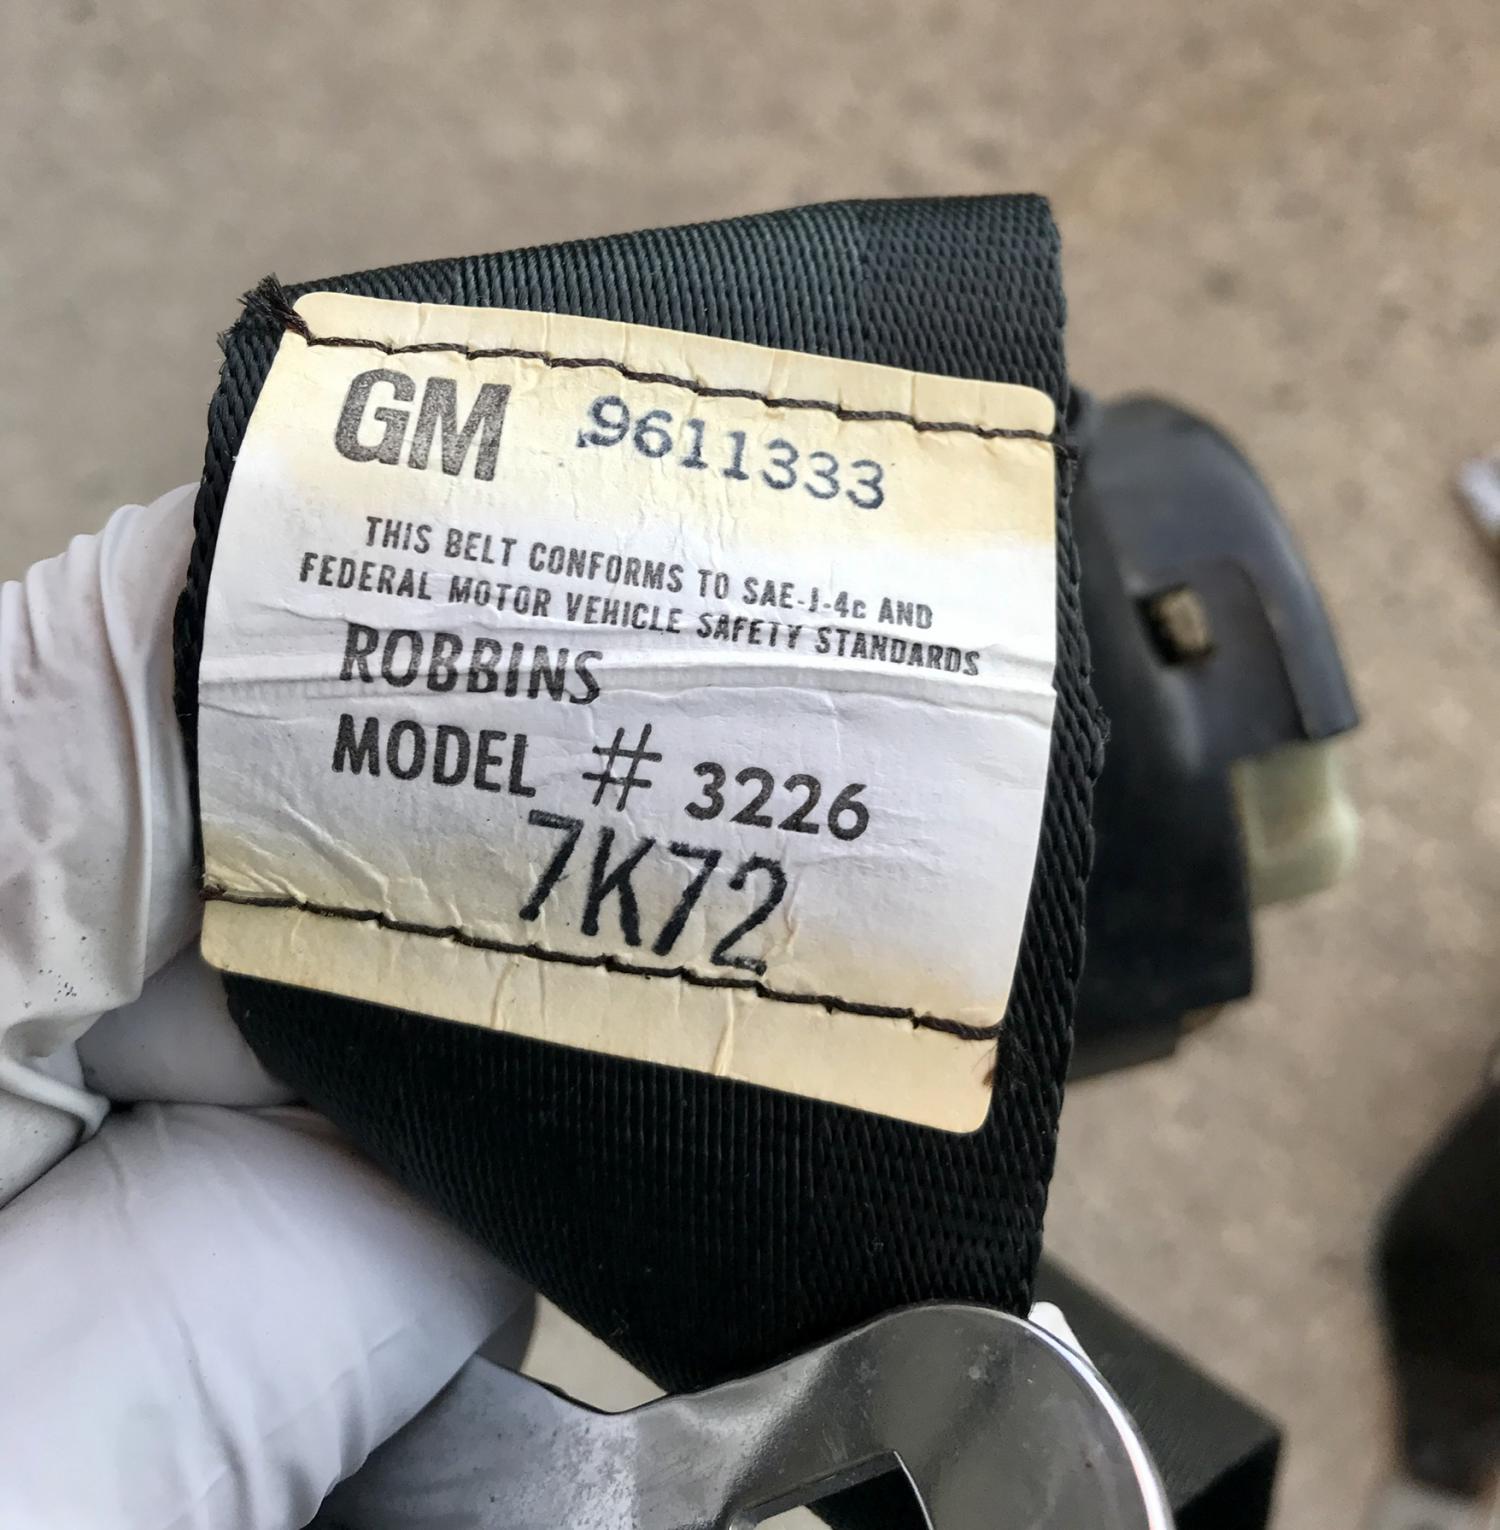 GM 9611333
THIS BELT CONFORMS TO SAE-J-4c AND
FEDERAL MOTOR VEHICLE SAFETY STANDARDS
ROBBINS
MODEL # 3226
7K72